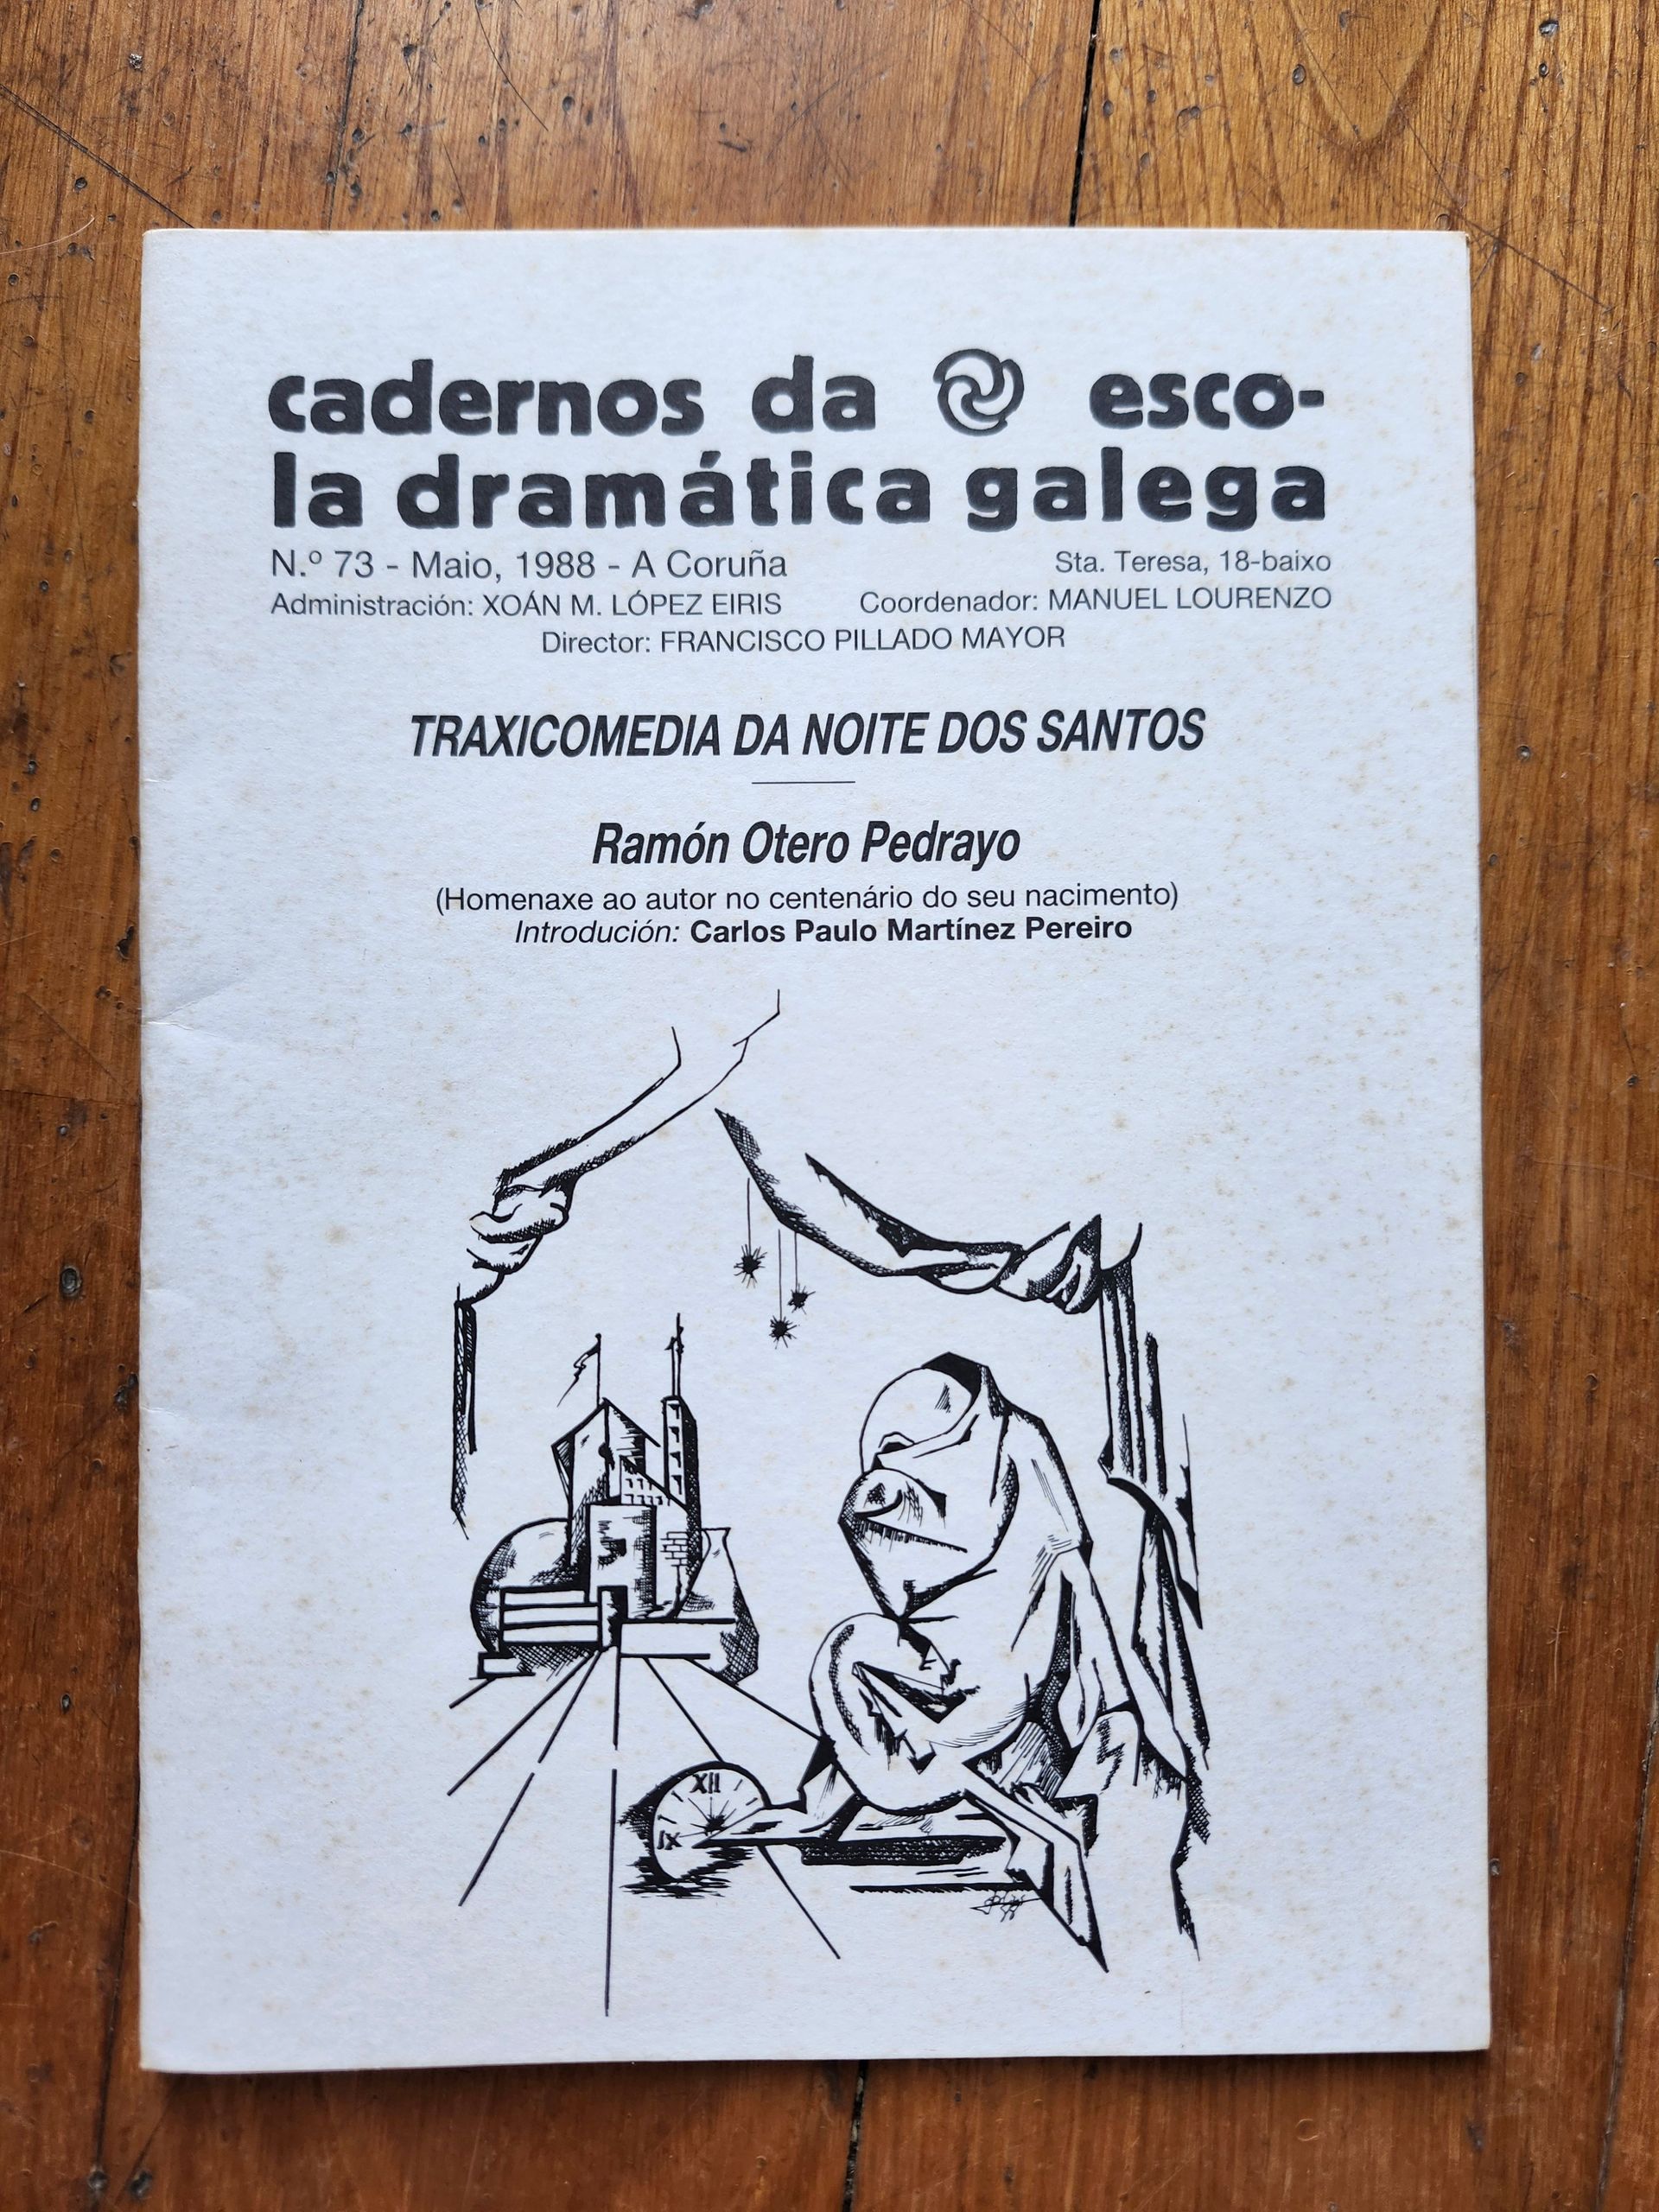 cadernos da esco-
la dramática galega
N.º 73 - Maio, 1988 - A Coruña Sta. Teresa, 18-baixo
Administración: XOÁN M. LÓPEZ EIRIS Coordenador: MANUEL LOURENZO
Director: FRANCISCO PILLADO MAYOR
TRAXICOMEDIA DA NOITE DOS SANTOS
Ramón Otero Pedrayo
(Homenaxe ao autor no centenário do seu nacimento)
Introdución: Carlos Paulo Martínez Pereiro
XII
IX